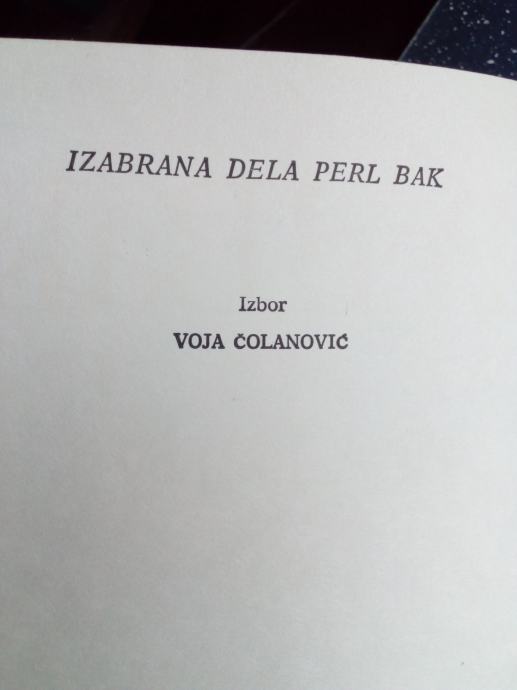 IZABRANA DELA PERL BAK
Izbor
VOJA ČOLANOVIĆ